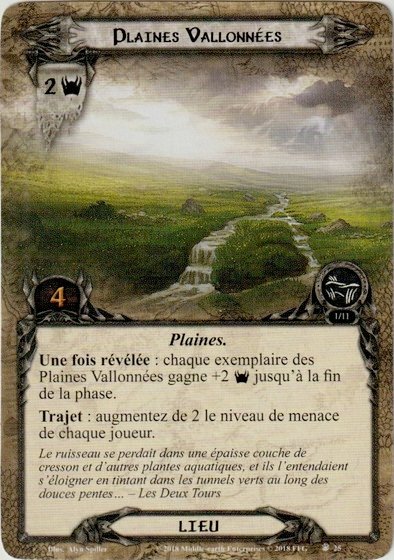 Plaines Vallonnées
2
4
1/11
Plaines.
Une fois révélée : chaque exemplaire des
Plaines Vallonnées gagne +2 jusqu'à la fin
de la phase.
Trajet : augmentez de 2 le niveau de menace
de chaque joueur.
Le ruisseau se perdait dans une épaisse couche de
cresson et d'autres plantes aquatiques, et ils l'entendaient
s'éloigner en tintant dans les tunnels verts au long des
douces pentes... – Les Deux Tours
Lieu
Illus. Alyn Spiller
©2018 Middle-earth Enterprises ©2018 FFG
25